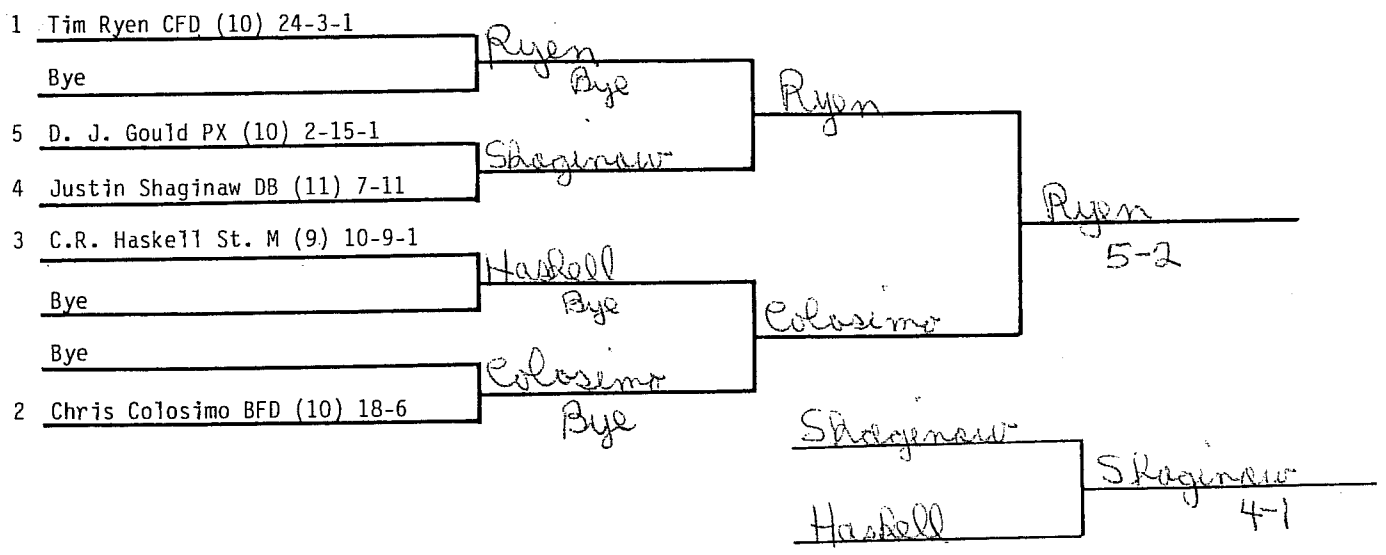 1 Tim Ryen CFD (10) 24-3-1
Bye
5 D. J. Gould PX (10) 2-15-1
4 Justin Shaginaw DB (11) 7-11
3 C.R. Haskell St. M (9) 10-9-1
Bye
Bye
2 Chris Colosimo BFD (10) 18-6
Ryen
Bye
Shaginaw
Haskell
Bye
Colosimo
Bye
Ryen
Colosimo
Ryen
5-2
Shaginaw
Haskell
Shaginaw
4-1